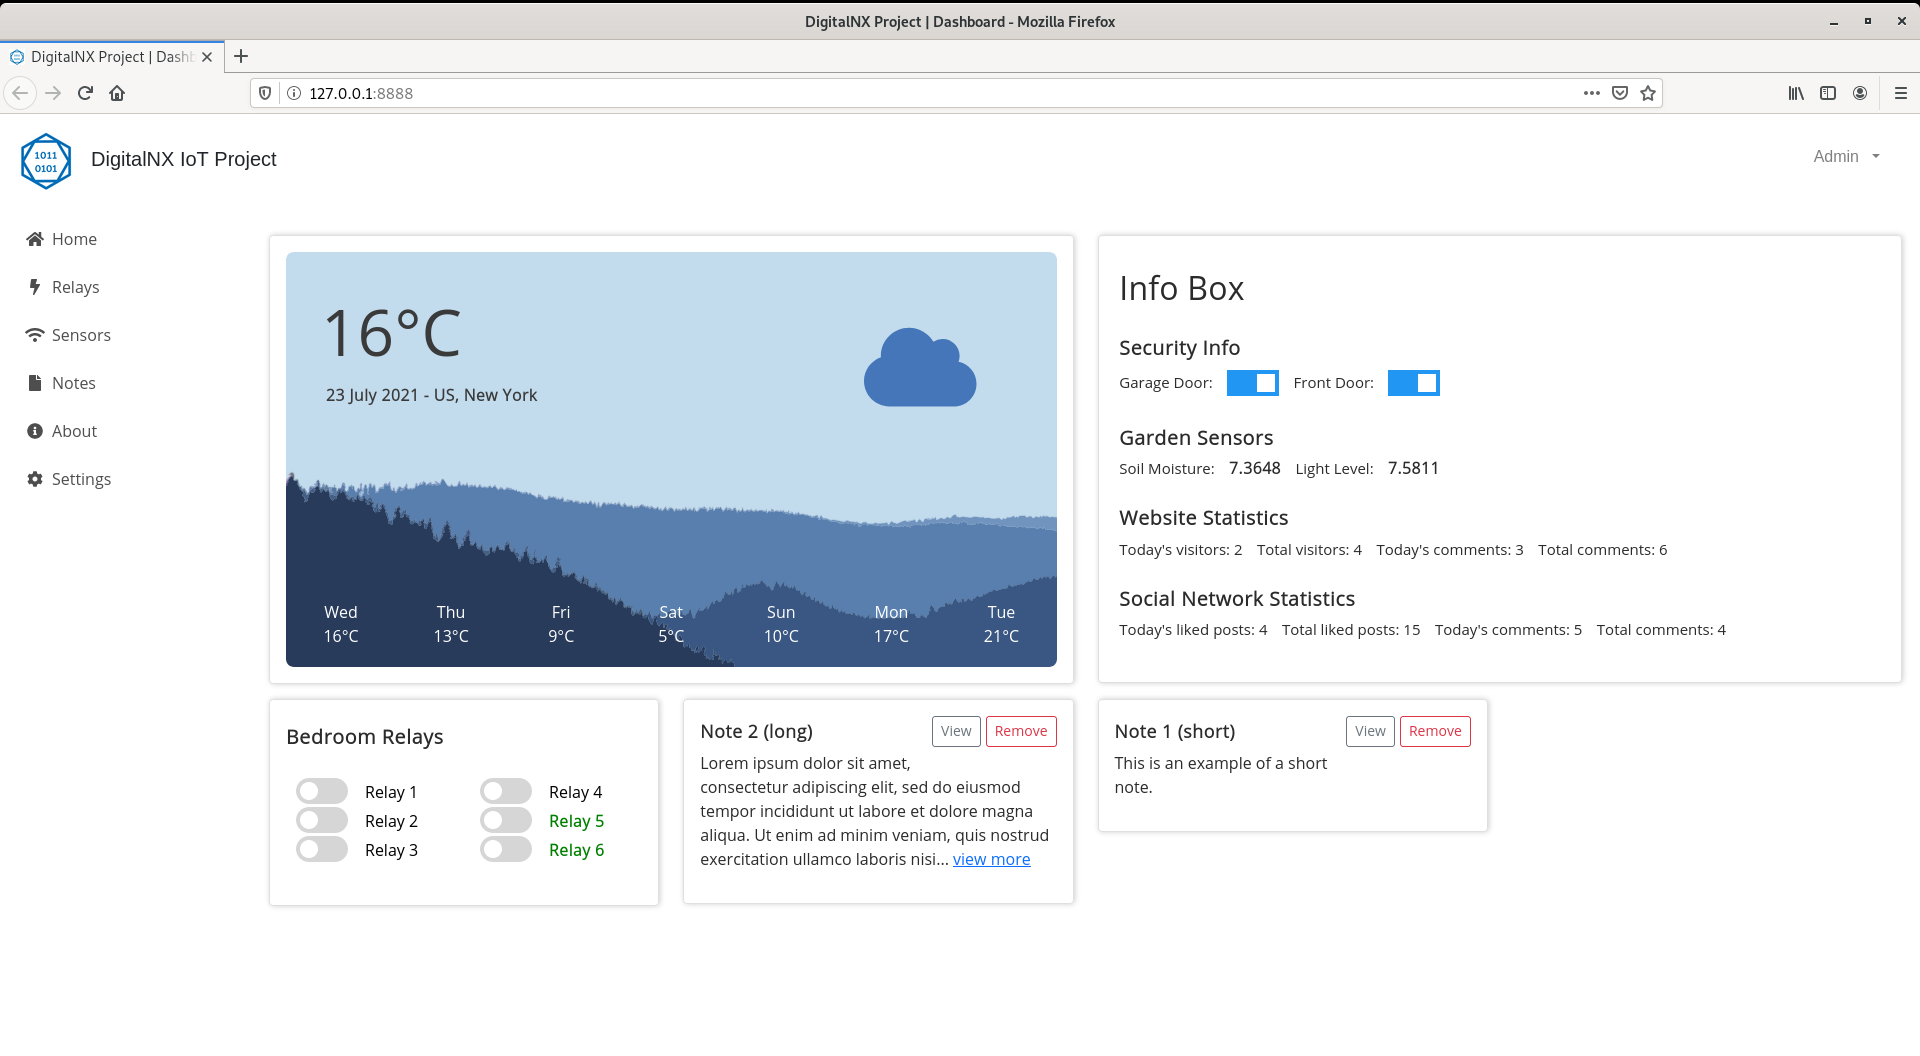 DigitalNX Project | Dashboard - Mozilla Firefox
DigitalNX Project | Dashb
127.0.0.1:8888
1011
0101
DigitalNX IoT Project
Admin
Home
Relays
Sensors
Notes
About
Settings
16°C
23 July 2021 - US, New York
Wed Thu Fri Sat Sun Mon Tue
16°C 13°C 9°C 5°C 10°C 17°C 21°C
Info Box
Security Info
Garage Door: Front Door:
Garden Sensors
Soil Moisture: 7.3648 Light Level: 7.5811
Website Statistics
Today's visitors: 2 Total visitors: 4 Today's comments: 3 Total comments: 6
Social Network Statistics
Today's liked posts: 4 Total liked posts: 15 Today's comments: 5 Total comments: 4
Bedroom Relays
Relay 1 Relay 4
Relay 2 Relay 5
Relay 3 Relay 6
Note 2 (long) View Remove
Lorem ipsum dolor sit amet,
consectetur adipiscing elit, sed do eiusmod
tempor incididunt ut labore et dolore magna
aliqua. Ut enim ad minim veniam, quis nostrud
exercitation ullamco laboris nisi... view more
Note 1 (short) View Remove
This is an example of a short
note.